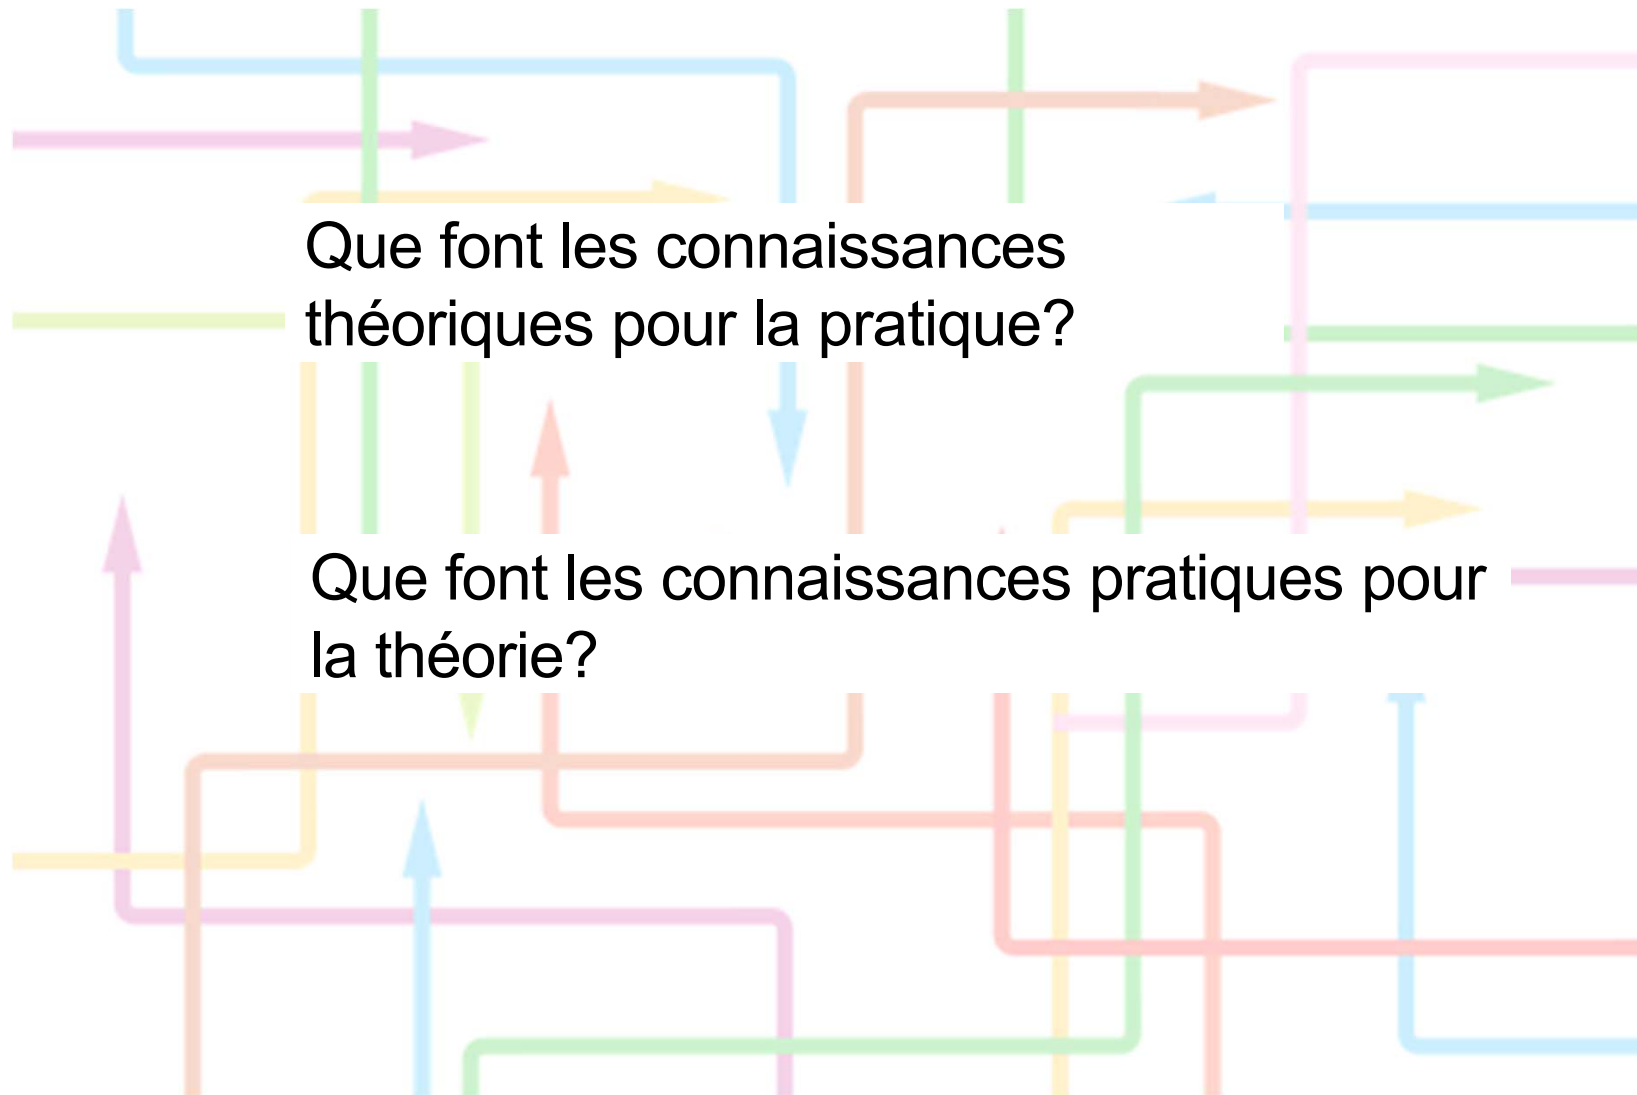 Que font les connaissances
théoriques pour la pratique?
Que font les connaissances pratiques pour
la théorie?